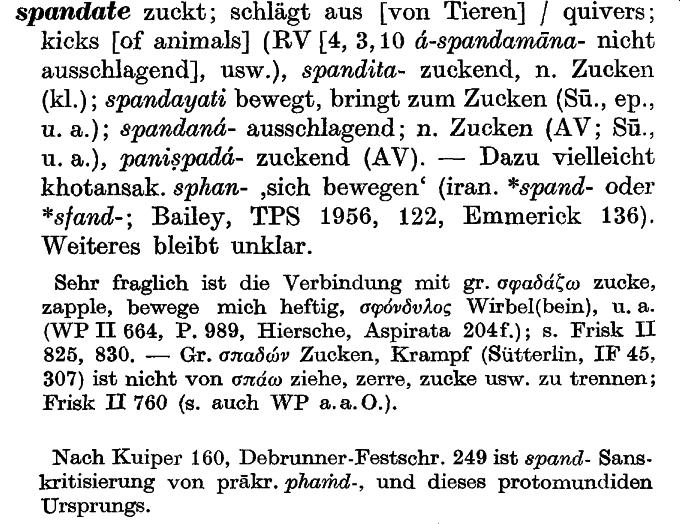 spandate zuckt; schlägt aus [von Tieren] / quivers;
kicks [of animals] (RV [4, 3, 10 á-spandamāna- nicht
ausschlagend], usw.), spandita- zuckend, n. Zucken
(kl.); spandayati bewegt, bringt zum Zucken (Sū., ep.,
u. a.); spandaná- ausschlagend; n. Zucken (AV; Sū.,
u. a.), paniṣpadá- zuckend (AV). — Dazu vielleicht
khotansak. sphan- ‚sich bewegen‘ (iran. *spand- oder
*sfand-; Bailey, TPS 1956, 122, Emmerick 136).
Weiteres bleibt unklar.
Sehr fraglich ist die Verbindung mit gr. σφαδάζω zucke,
zapple, bewege mich heftig, σφόνδυλος Wirbel(bein), u. a.
(WP II 664, P. 989, Hiersche, Aspirata 204f.); s. Frisk II
825, 830. — Gr. σπαδών Zucken, Krampf (Sütterlin, IF 45,
307) ist nicht von σπάω ziehe, zerre, zucke usw. zu trennen;
Frisk II 760 (s. auch WP a.a.O.).
Nach Kuiper 160, Debrunner-Festschr. 249 ist spand- Sans-
kritisierung von prākr. phaṁd-, und dieses protomundiden
Ursprungs.